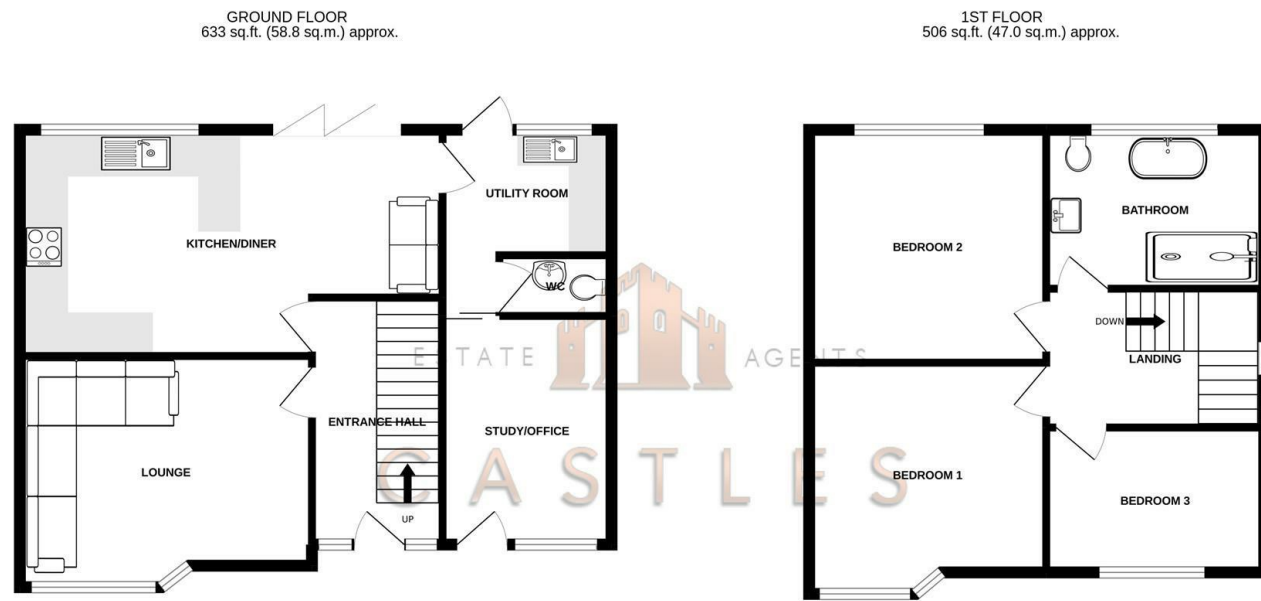 GROUND FLOOR
633 sq.ft. (58.8 sq.m.) approx.
1ST FLOOR
506 sq.ft. (47.0 sq.m.) approx.
UTILITY ROOM
KITCHEN/DINER
WC
ENTRANCE HALL
UP
STUDY/OFFICE
LOUNGE
BATHROOM
BEDROOM 2
DOWN
LANDING
BEDROOM 1
BEDROOM 3
ESTATE AGENTS
CASTLES